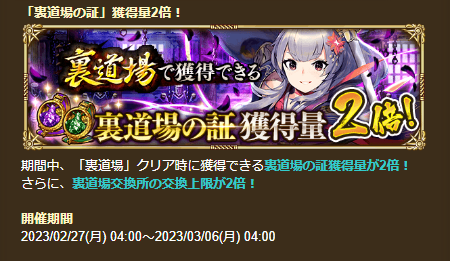 「裏道場の証」獲得量2倍！
裏道場で獲得できる
裏道場の証獲得量2倍!
期間中、「裏道場」クリア時に獲得できる裏道場の証獲得量が2倍！
さらに、裏道場交換所の交換上限が2倍！
開催期間
2023/02/27(月) 04:00～2023/03/06(月) 04:00